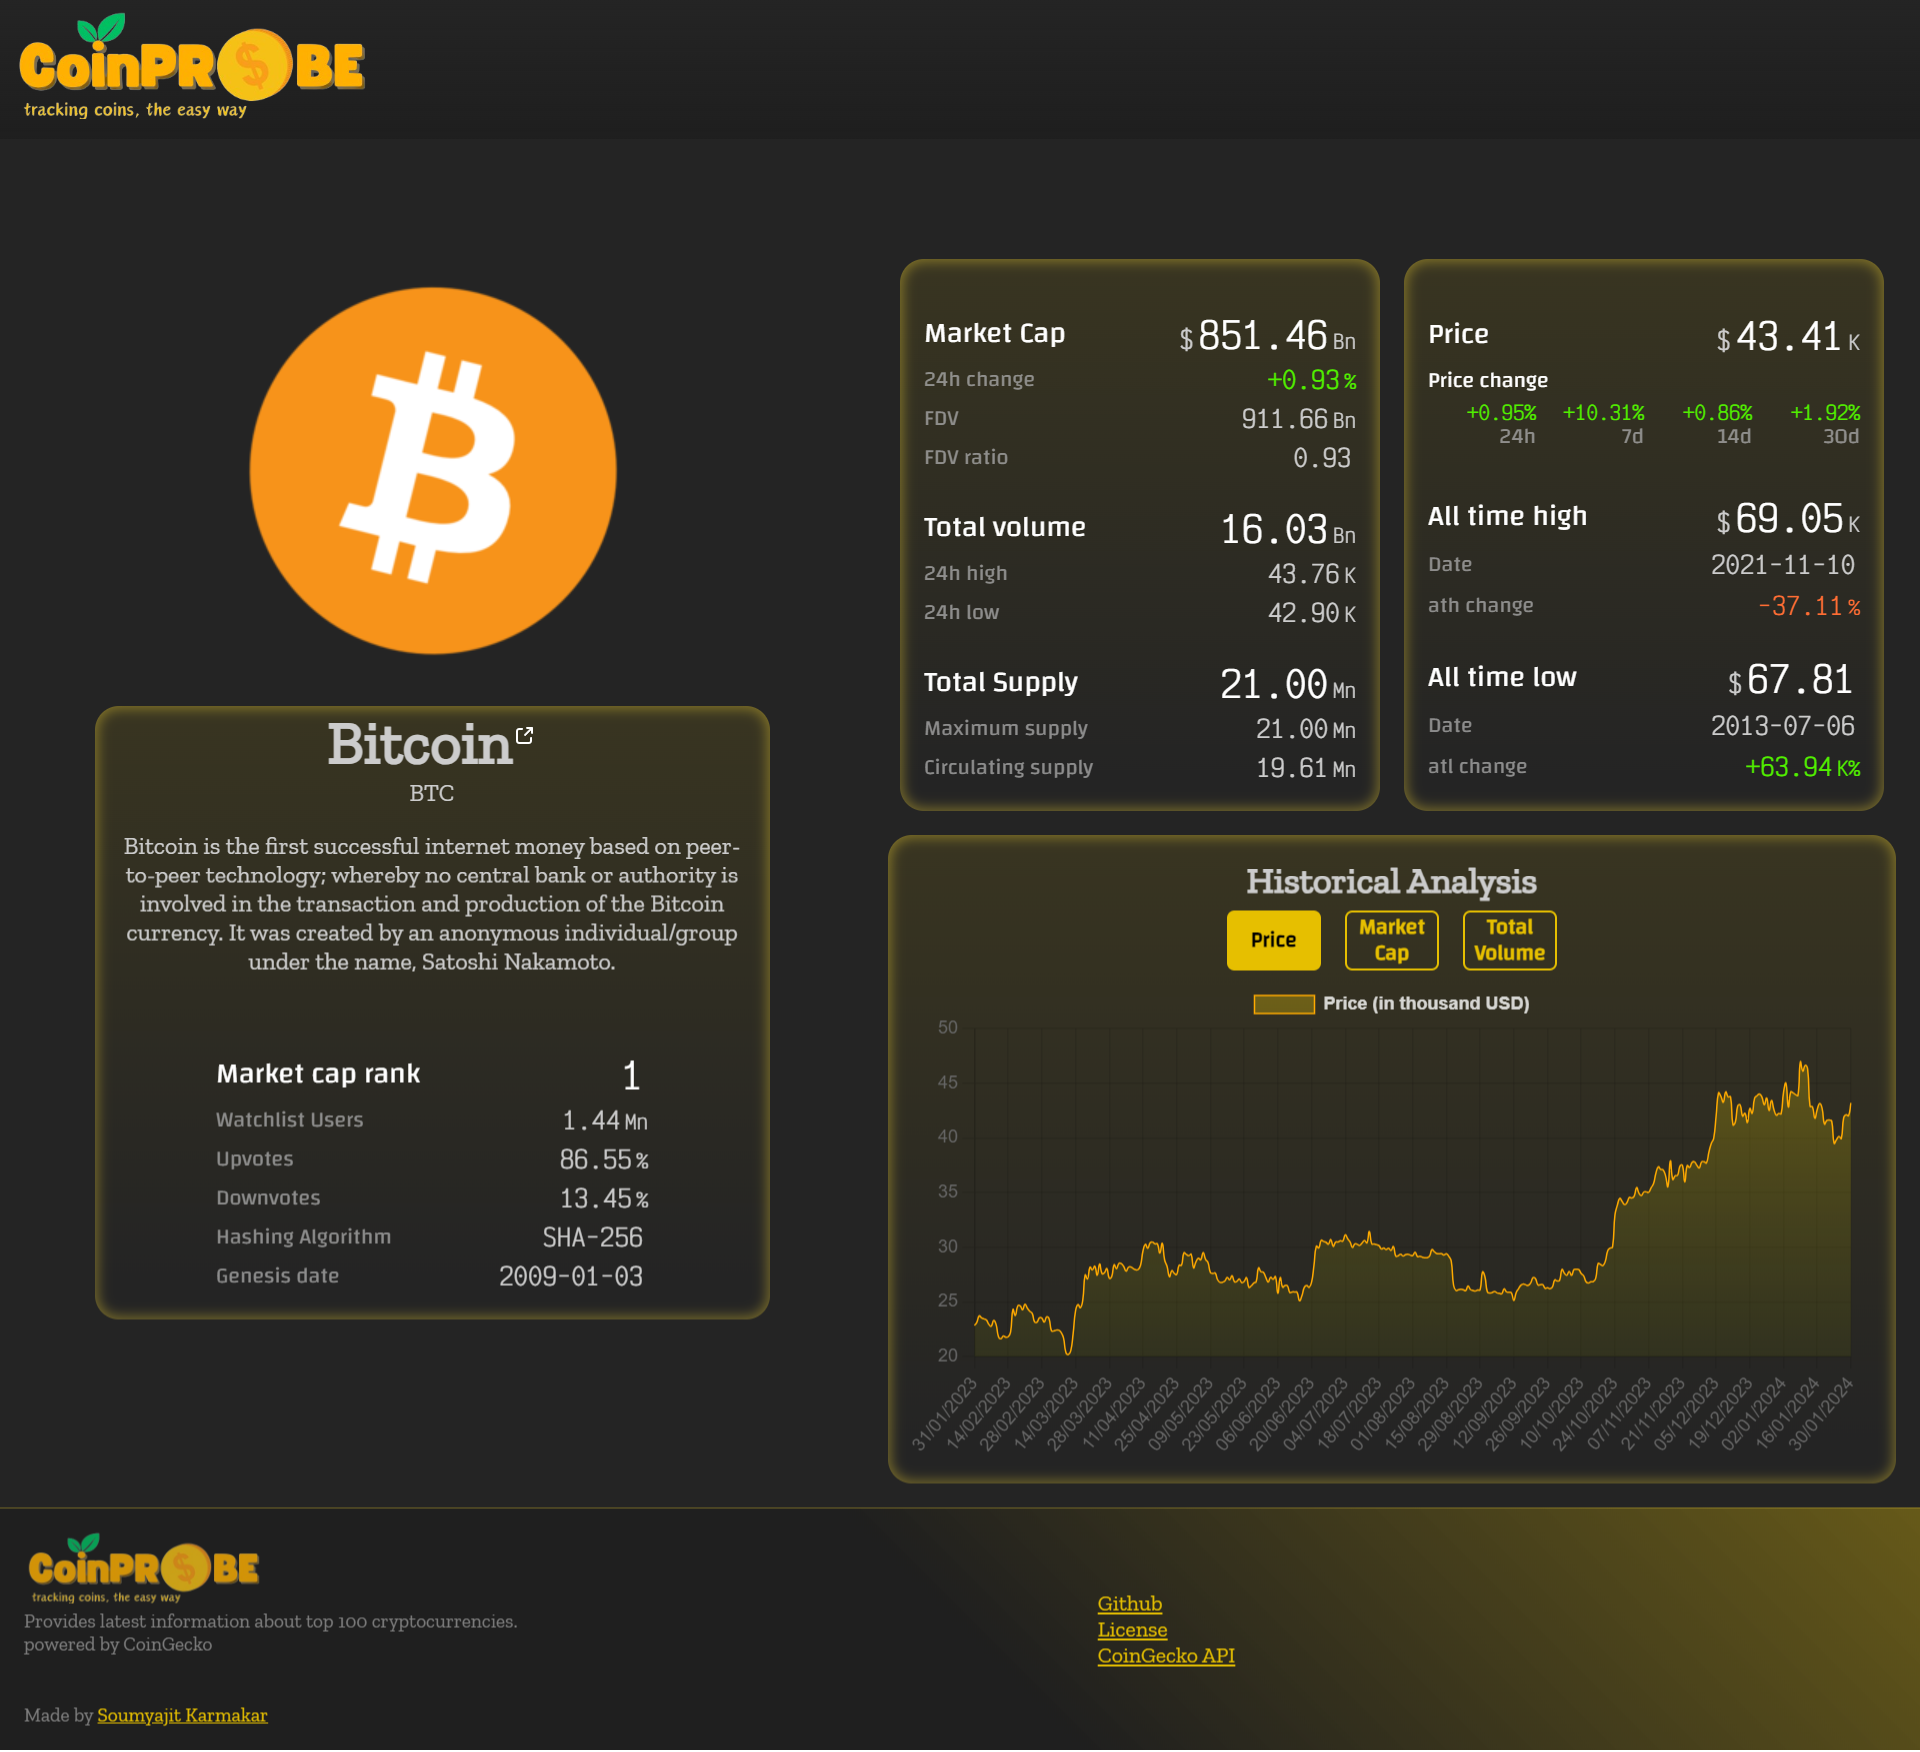 CoinPROBE
tracking coins, the easy way
Bitcoin
BTC
Bitcoin is the first successful internet money based on peer-
to-peer technology; whereby no central bank or authority is
involved in the transaction and production of the Bitcoin
currency. It was created by an anonymous individual/group
under the name, Satoshi Nakamoto.
Market cap rank 1
Watchlist Users 1.44 Mn
Upvotes 86.55 %
Downvotes 13.45 %
Hashing Algorithm SHA-256
Genesis date 2009-01-03
Market Cap $ 851.46 Bn
24h change +0.93 %
FDV 911.66 Bn
FDV ratio 0.93
Total volume 16.03 Bn
24h high 43.76 K
24h low 42.90 K
Total Supply 21.00 Mn
Maximum supply 21.00 Mn
Circulating supply 19.61 Mn
Price $ 43.41 K
Price change
+0.95% +10.31% +0.86% +1.92%
24h 7d 14d 30d
All time high $ 69.05 K
Date 2021-11-10
ath change -37.11 %
All time low $ 67.81
Date 2013-07-06
atl change +63.94 K%
Historical Analysis
Price
Market
Cap
Total
Volume
Price (in thousand USD)
50
45
40
35
30
25
20
31/01/2023
14/02/2023
28/02/2023
14/03/2023
28/03/2023
11/04/2023
25/04/2023
09/05/2023
23/05/2023
06/06/2023
20/06/2023
04/07/2023
18/07/2023
01/08/2023
15/08/2023
29/08/2023
12/09/2023
26/09/2023
10/10/2023
24/10/2023
07/11/2023
21/11/2023
05/12/2023
19/12/2023
02/01/2024
16/01/2024
30/01/2024
CoinPROBE
tracking coins, the easy way
Provides latest information about top 100 cryptocurrencies.
powered by CoinGecko
Made by Soumyajit Karmakar
Github
License
CoinGecko API